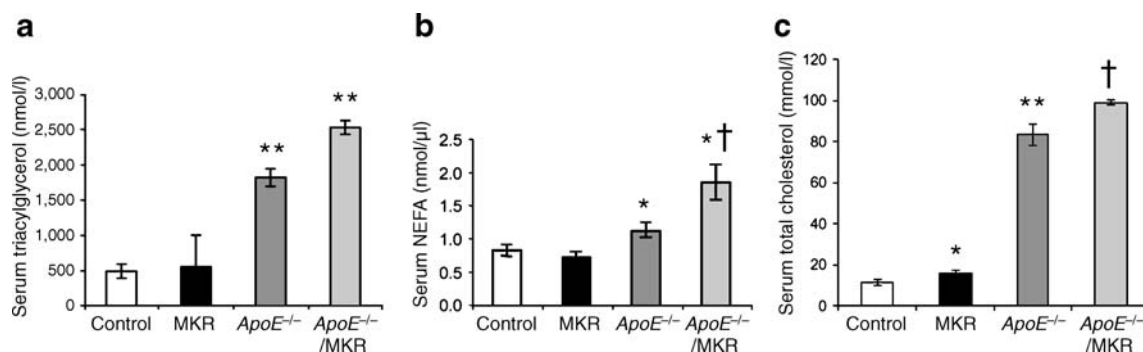 a
Serum triacylglycerol (nmol/l)
3,000
2,500
2,000
1,500
1,000
500
0
**
**
Control MKR ApoE–/– ApoE–/–
/MKR
b
Serum NEFA (nmol/μl)
2.5
2.0
1.5
1.0
0.5
0.0
*
*†
Control MKR ApoE–/– ApoE–/–
/MKR
c
Serum total cholesterol (mmol/l)
120
100
80
60
40
20
0
*
**
†
Control MKR ApoE–/– ApoE–/–
/MKR